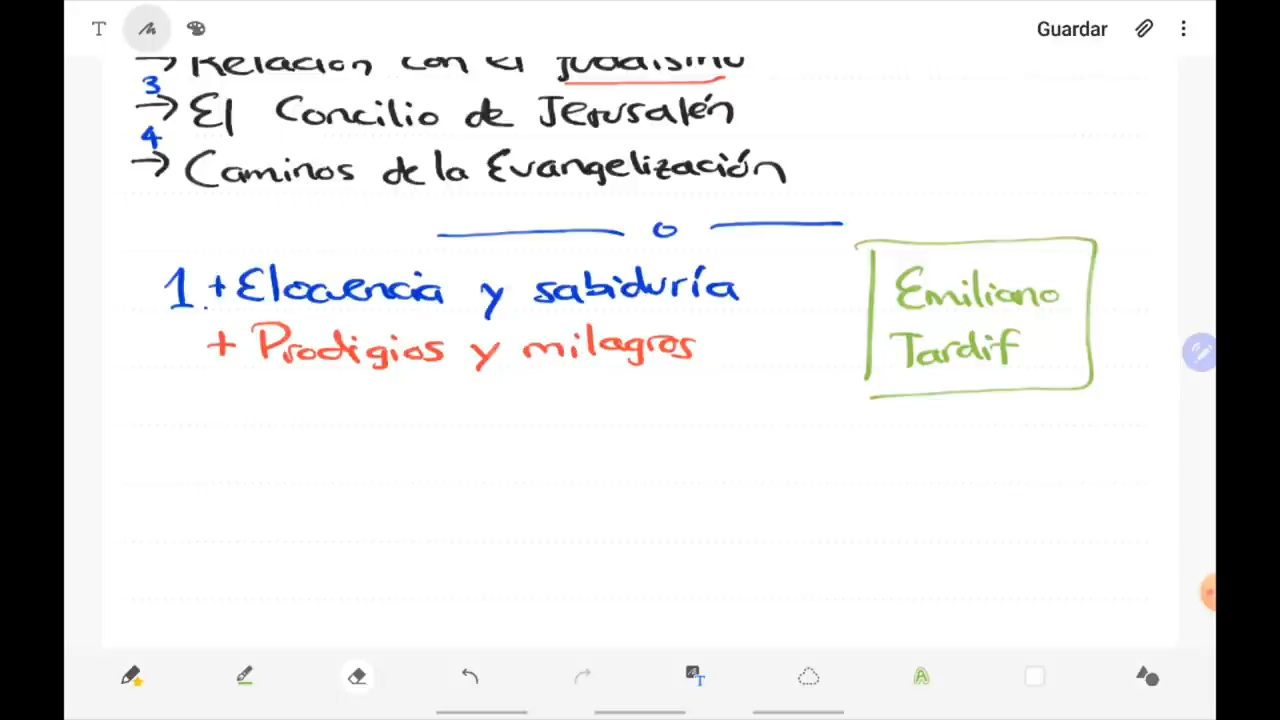 T
Guardar
→ Relación con el judaísmo
3
→ El Concilio de Jerusalén
4
→ Caminos de la Evangelización
1. + Elocuencia y sabiduría
+ Prodigios y milagros
Emiliano
Tardif